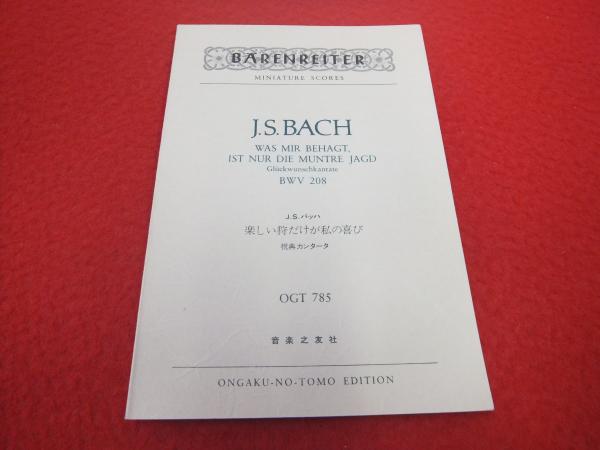 BÄRENREITER
MINIATURE SCORES
J.S. BACH
WAS MIR BEHAGT,
IST NUR DIE MUNTRE JAGD
Glückwunschkantate
BWV 208
J.S.バッハ
楽しい狩だけが私の喜び
祝典カンタータ
OGT 785
音楽之友社
ONGAKU-NO-TOMO EDITION